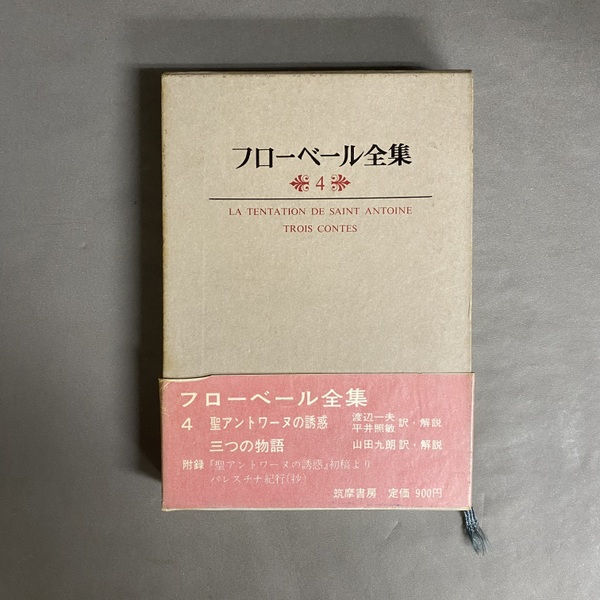 フローベール全集
4
LA TENTATION DE SAINT ANTOINE
TROIS CONTES
フローベール全集
4 聖アントワーヌの誘惑 渡辺一夫 平井照敏 訳・解説
三つの物語 山田九朗 訳・解説
附録 『聖アントワーヌの誘惑』初稿より
パレスチナ紀行(抄)
筑摩書房 定価 900円